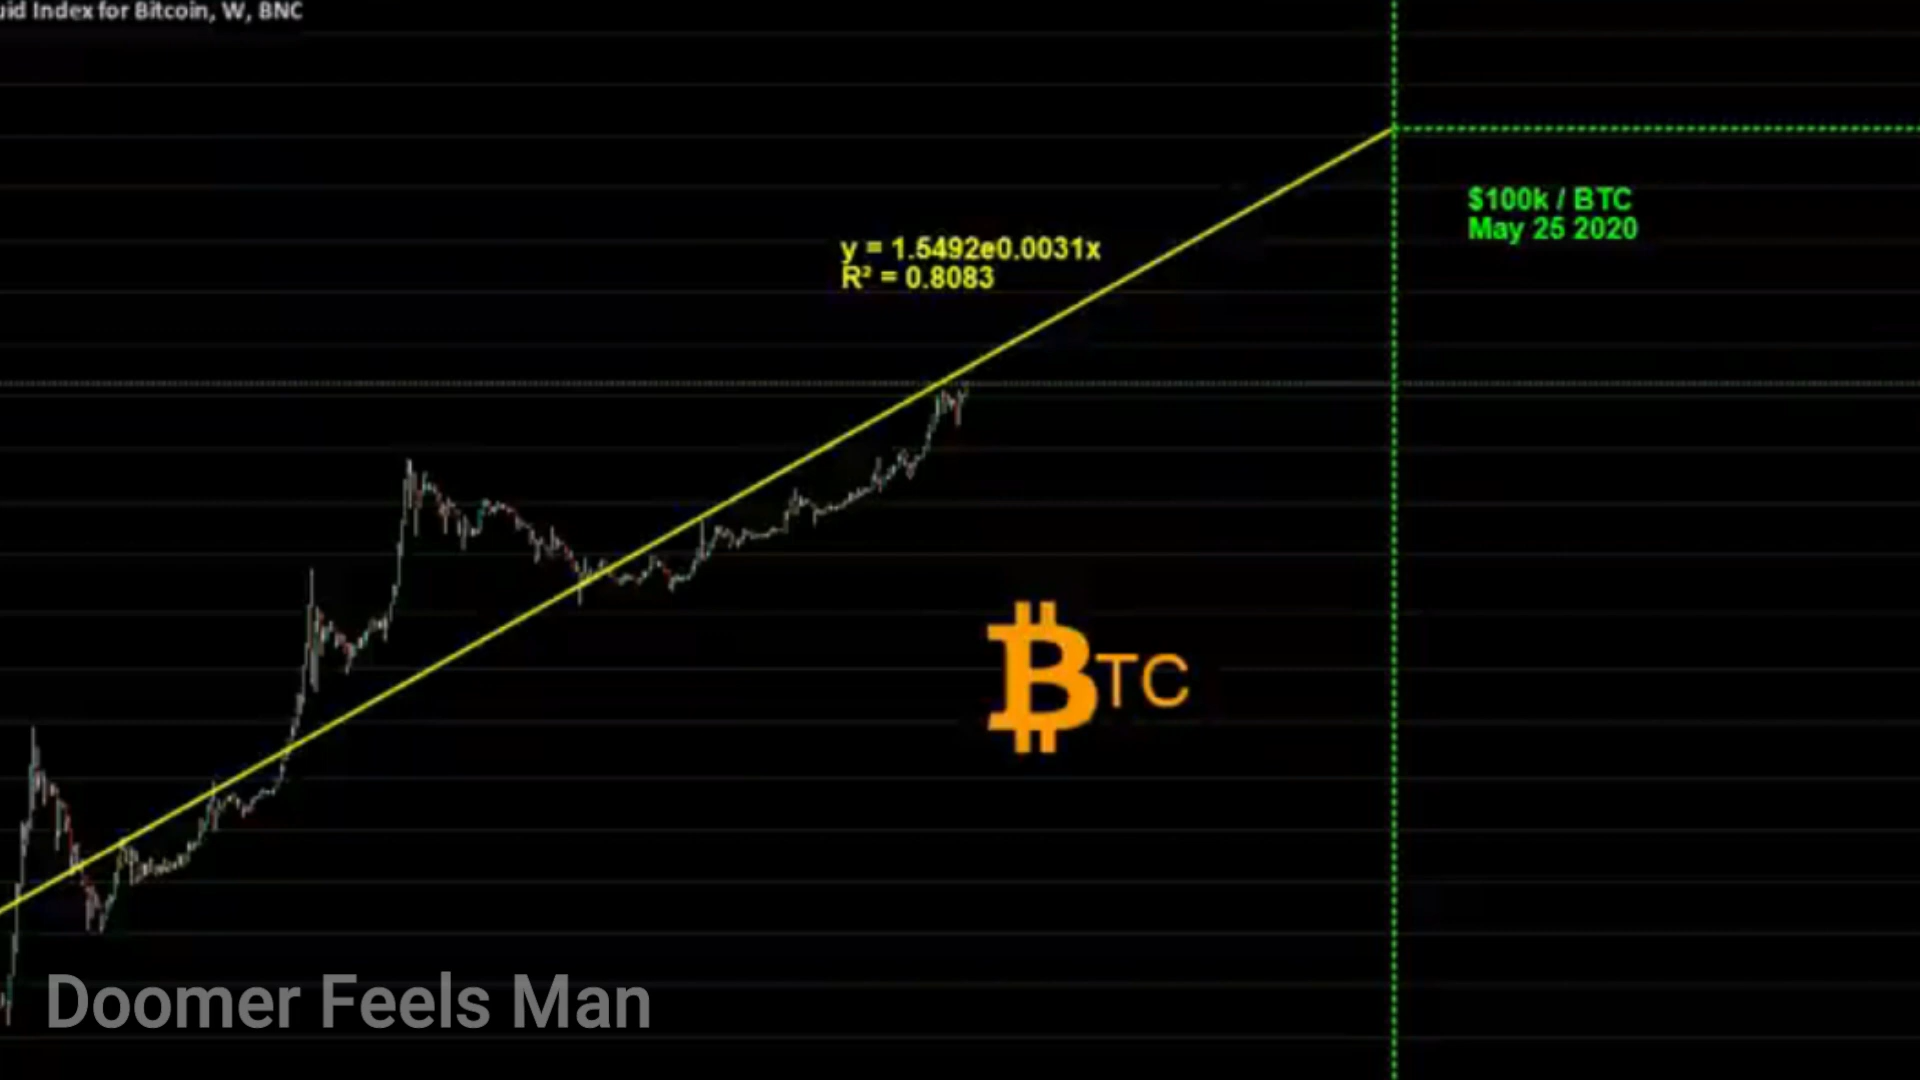 uid Index for Bitcoin, W, BNC
$100k / BTC
May 25 2020
y = 1.5492e0.0031x
R² = 0.8083
BTC
Doomer Feels Man